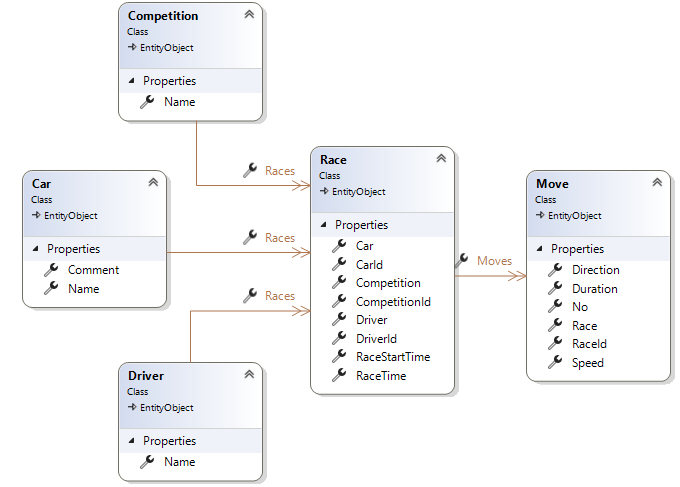 Competition
Class
EntityObject
Properties
Name
Races
Car
Class
EntityObject
Properties
Comment
Name
Races
Driver
Class
EntityObject
Properties
Name
Races
Race
Class
EntityObject
Properties
Car
CarId
Competition
CompetitionId
Driver
DriverId
RaceStartTime
RaceTime
Moves
Move
Class
EntityObject
Properties
Direction
Duration
No
Race
RaceId
Speed